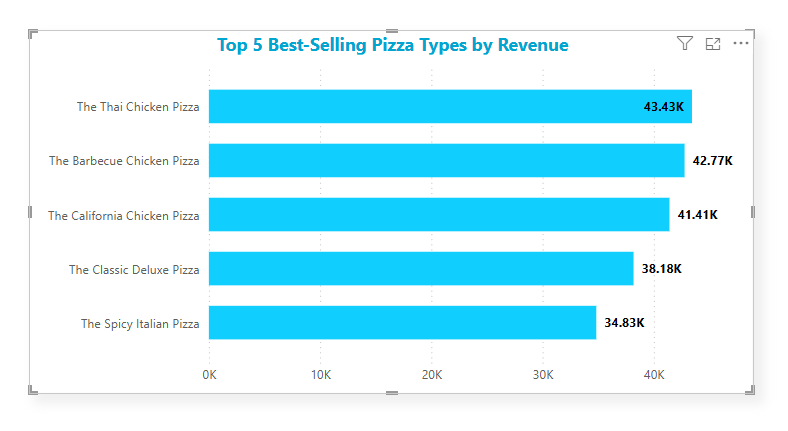 Top 5 Best-Selling Pizza Types by Revenue
The Thai Chicken Pizza 43.43K
The Barbecue Chicken Pizza 42.77K
The California Chicken Pizza 41.41K
The Classic Deluxe Pizza 38.18K
The Spicy Italian Pizza 34.83K
0K 10K 20K 30K 40K